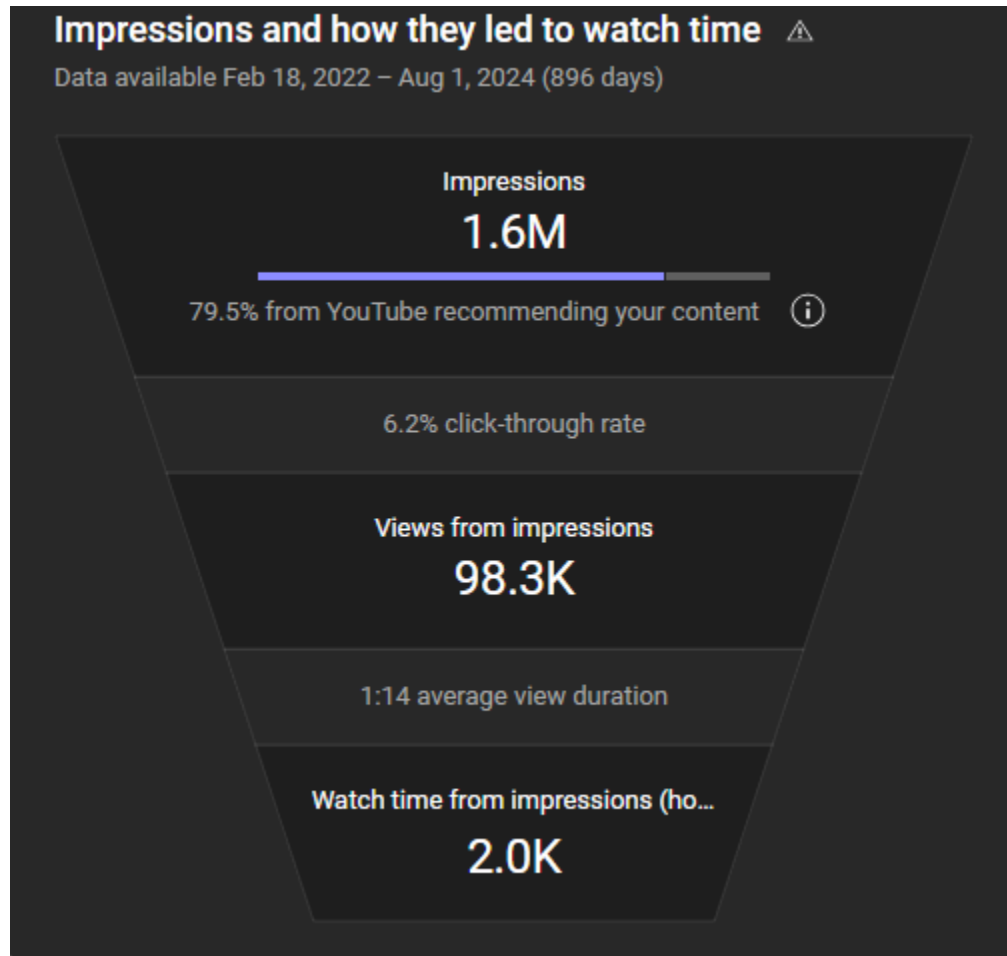 Impressions and how they led to watch time
Data available Feb 18, 2022 – Aug 1, 2024 (896 days)
Impressions
1.6M
79.5% from YouTube recommending your content
6.2% click-through rate
Views from impressions
98.3K
1:14 average view duration
Watch time from impressions (ho...
2.0K